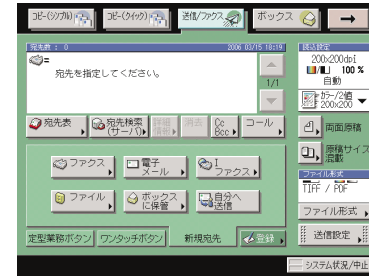 コピー(シンプル)
コピー(クイック)
送信/ファクス
ボックス
宛先数 : 0
2006 03/15 18:19
宛先を指定してください。
1/1
宛先表
宛先検索
(サーバ)
詳細
情報
消去
Cc
Bcc
コール
ファクス
電子
メール
I
ファクス
ファイル
ボックス
に保管
自分へ
送信
定型業務ボタン
ワンタッチボタン
新規宛先
登録
読込設定
200×200dpi
100 %
自動
カラー/2値
200×200
両面原稿
原稿サイズ
混載
ファイル形式
TIFF / PDF
ファイル形式
送信設定
システム状況/中止